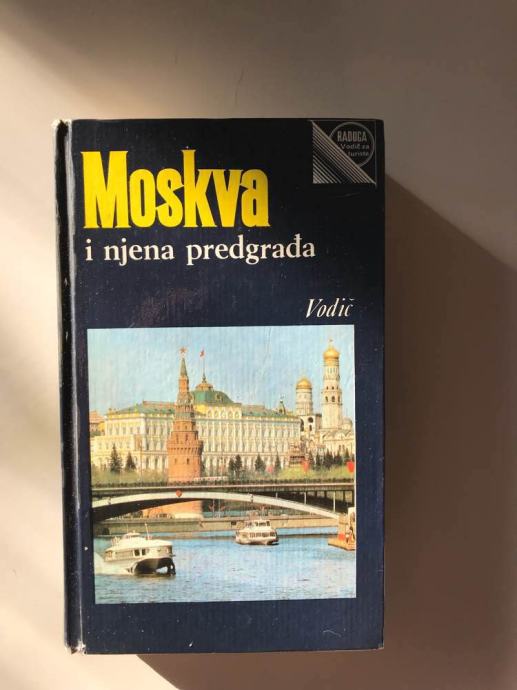 RADUGA
Vodič za
turiste
Moskva
i njena predgrađa
Vodič